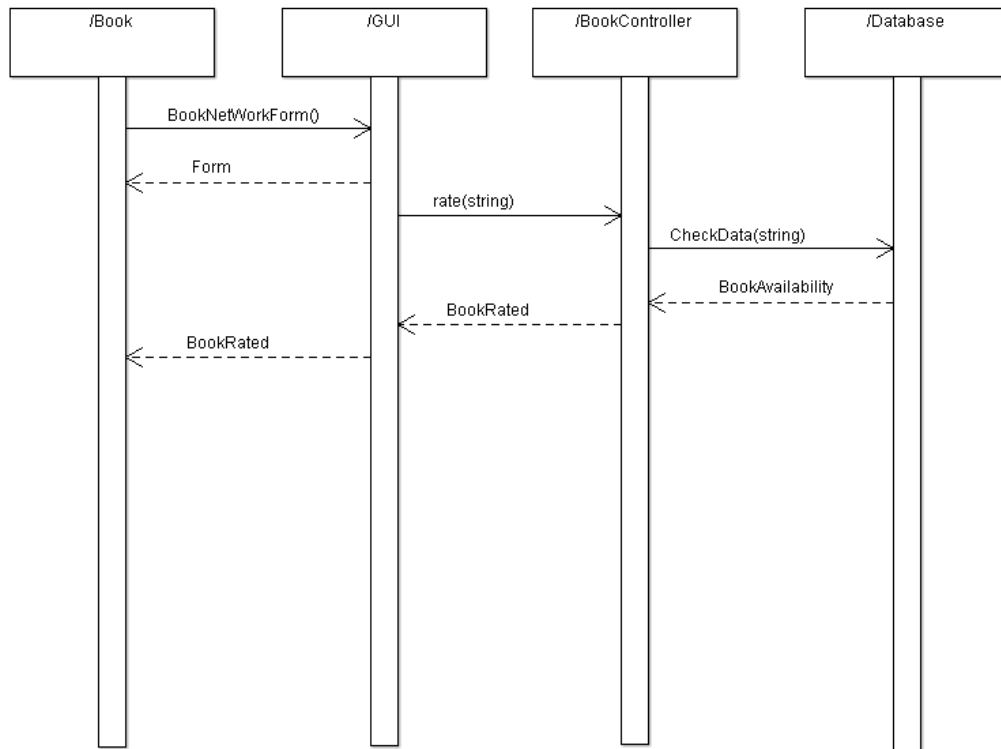 /Book
/GUI
/BookController
/Database
BookNetWorkForm()
Form
rate(string)
CheckData(string)
BookAvailability
BookRated
BookRated